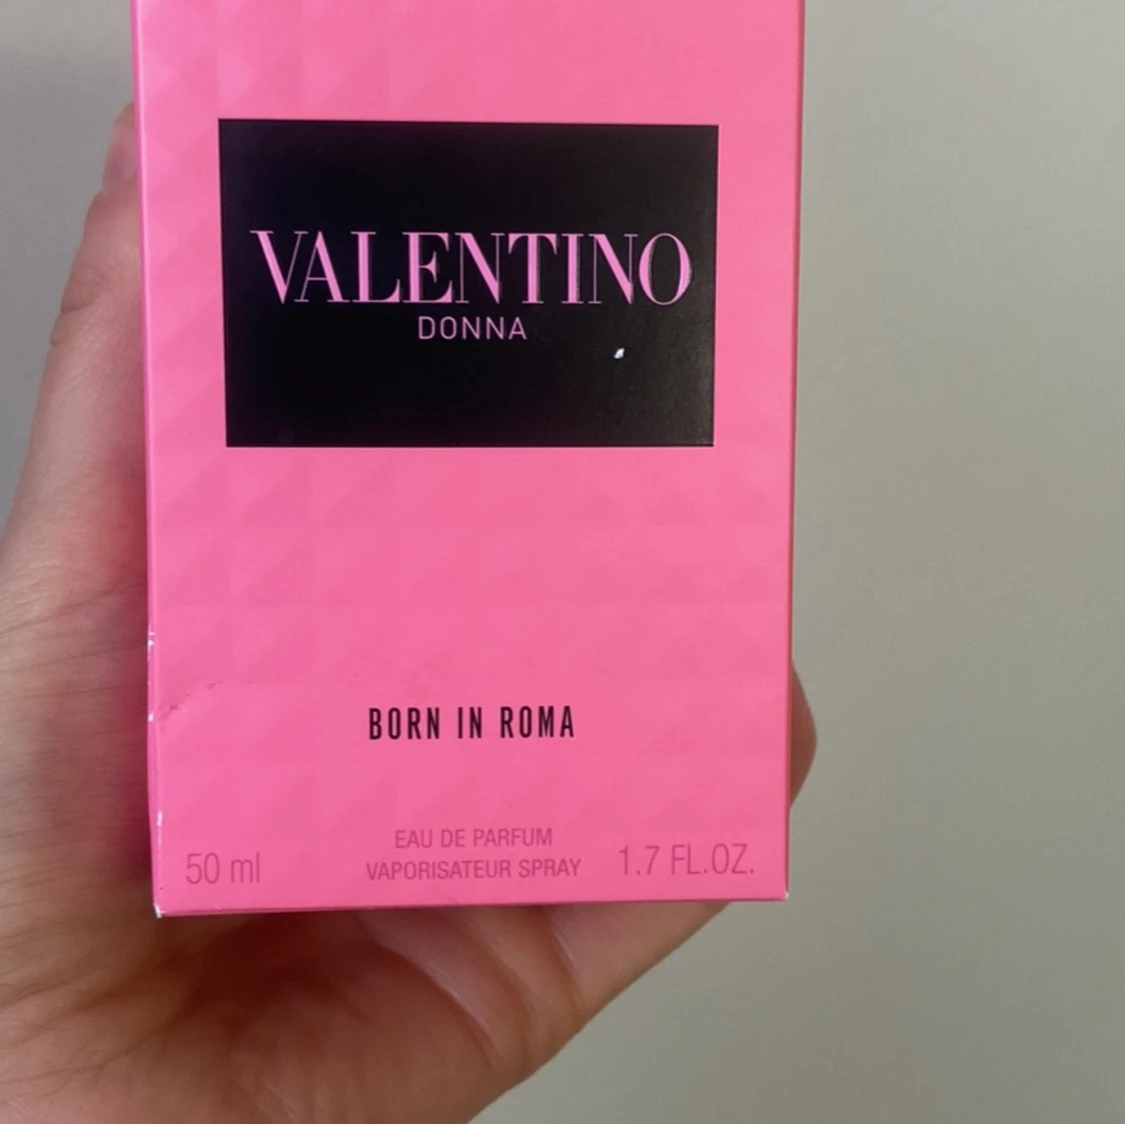 VALENTINO
DONNA
BORN IN ROMA
EAU DE PARFUM
50 ml VAPORISATEUR SPRAY 1.7 FL.OZ.